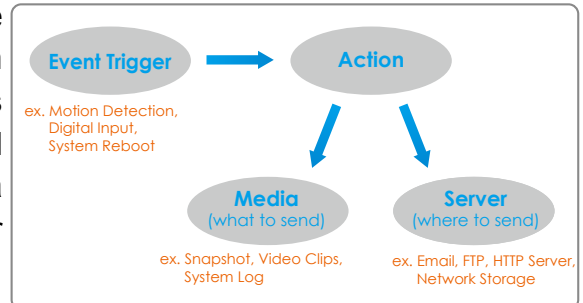 Event Trigger
Action
ex. Motion Detection,
Digital Input,
System Reboot
Media
(what to send)
Server
(where to send)
ex. Snapshot, Video Clips,
System Log
ex. Email, FTP, HTTP Server,
Network Storage